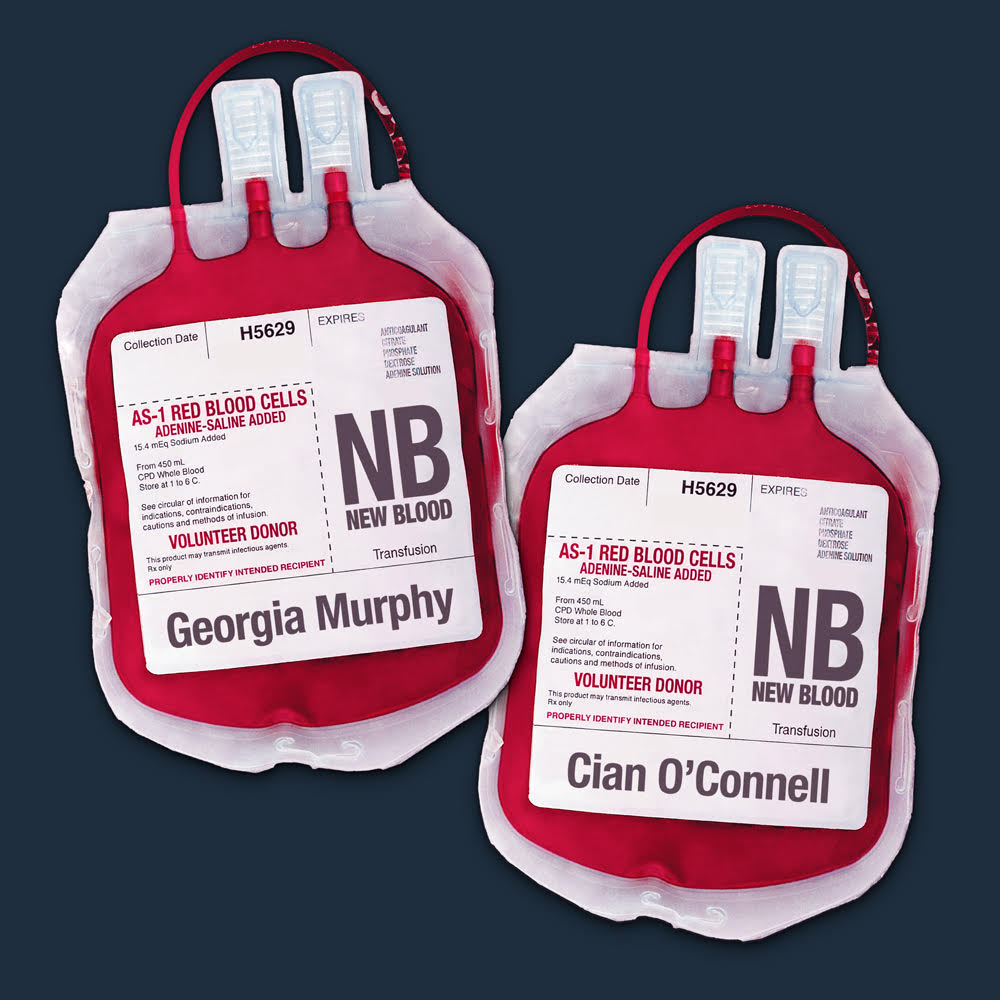 Collection Date
H5629
EXPIRES
ANTICOAGULANT
CITRATE
PHOSPHATE
DEXTROSE
ADENINE SOLUTION
AS-1 RED BLOOD CELLS
ADENINE-SALINE ADDED
15.4 mEq Sodium Added
From 450 mL
CPD Whole Blood
Store at 1 to 6 C.
See circular of information for
indications, contraindications,
cautions and methods of infusion.
VOLUNTEER DONOR
This product may transmit infectious agents.
Rx only
PROPERLY IDENTIFY INTENDED RECIPIENT
NB
NEW BLOOD
Transfusion
Georgia Murphy
Collection Date
H5629
EXPIRES
ANTICOAGULANT
CITRATE
PHOSPHATE
DEXTROSE
ADENINE SOLUTION
AS-1 RED BLOOD CELLS
ADENINE-SALINE ADDED
15.4 mEq Sodium Added
From 450 mL
CPD Whole Blood
Store at 1 to 6 C.
See circular of information for
indications, contraindications,
cautions and methods of infusion.
VOLUNTEER DONOR
This product may transmit infectious agents.
Rx only
PROPERLY IDENTIFY INTENDED RECIPIENT
NB
NEW BLOOD
Transfusion
Cian O'Connell